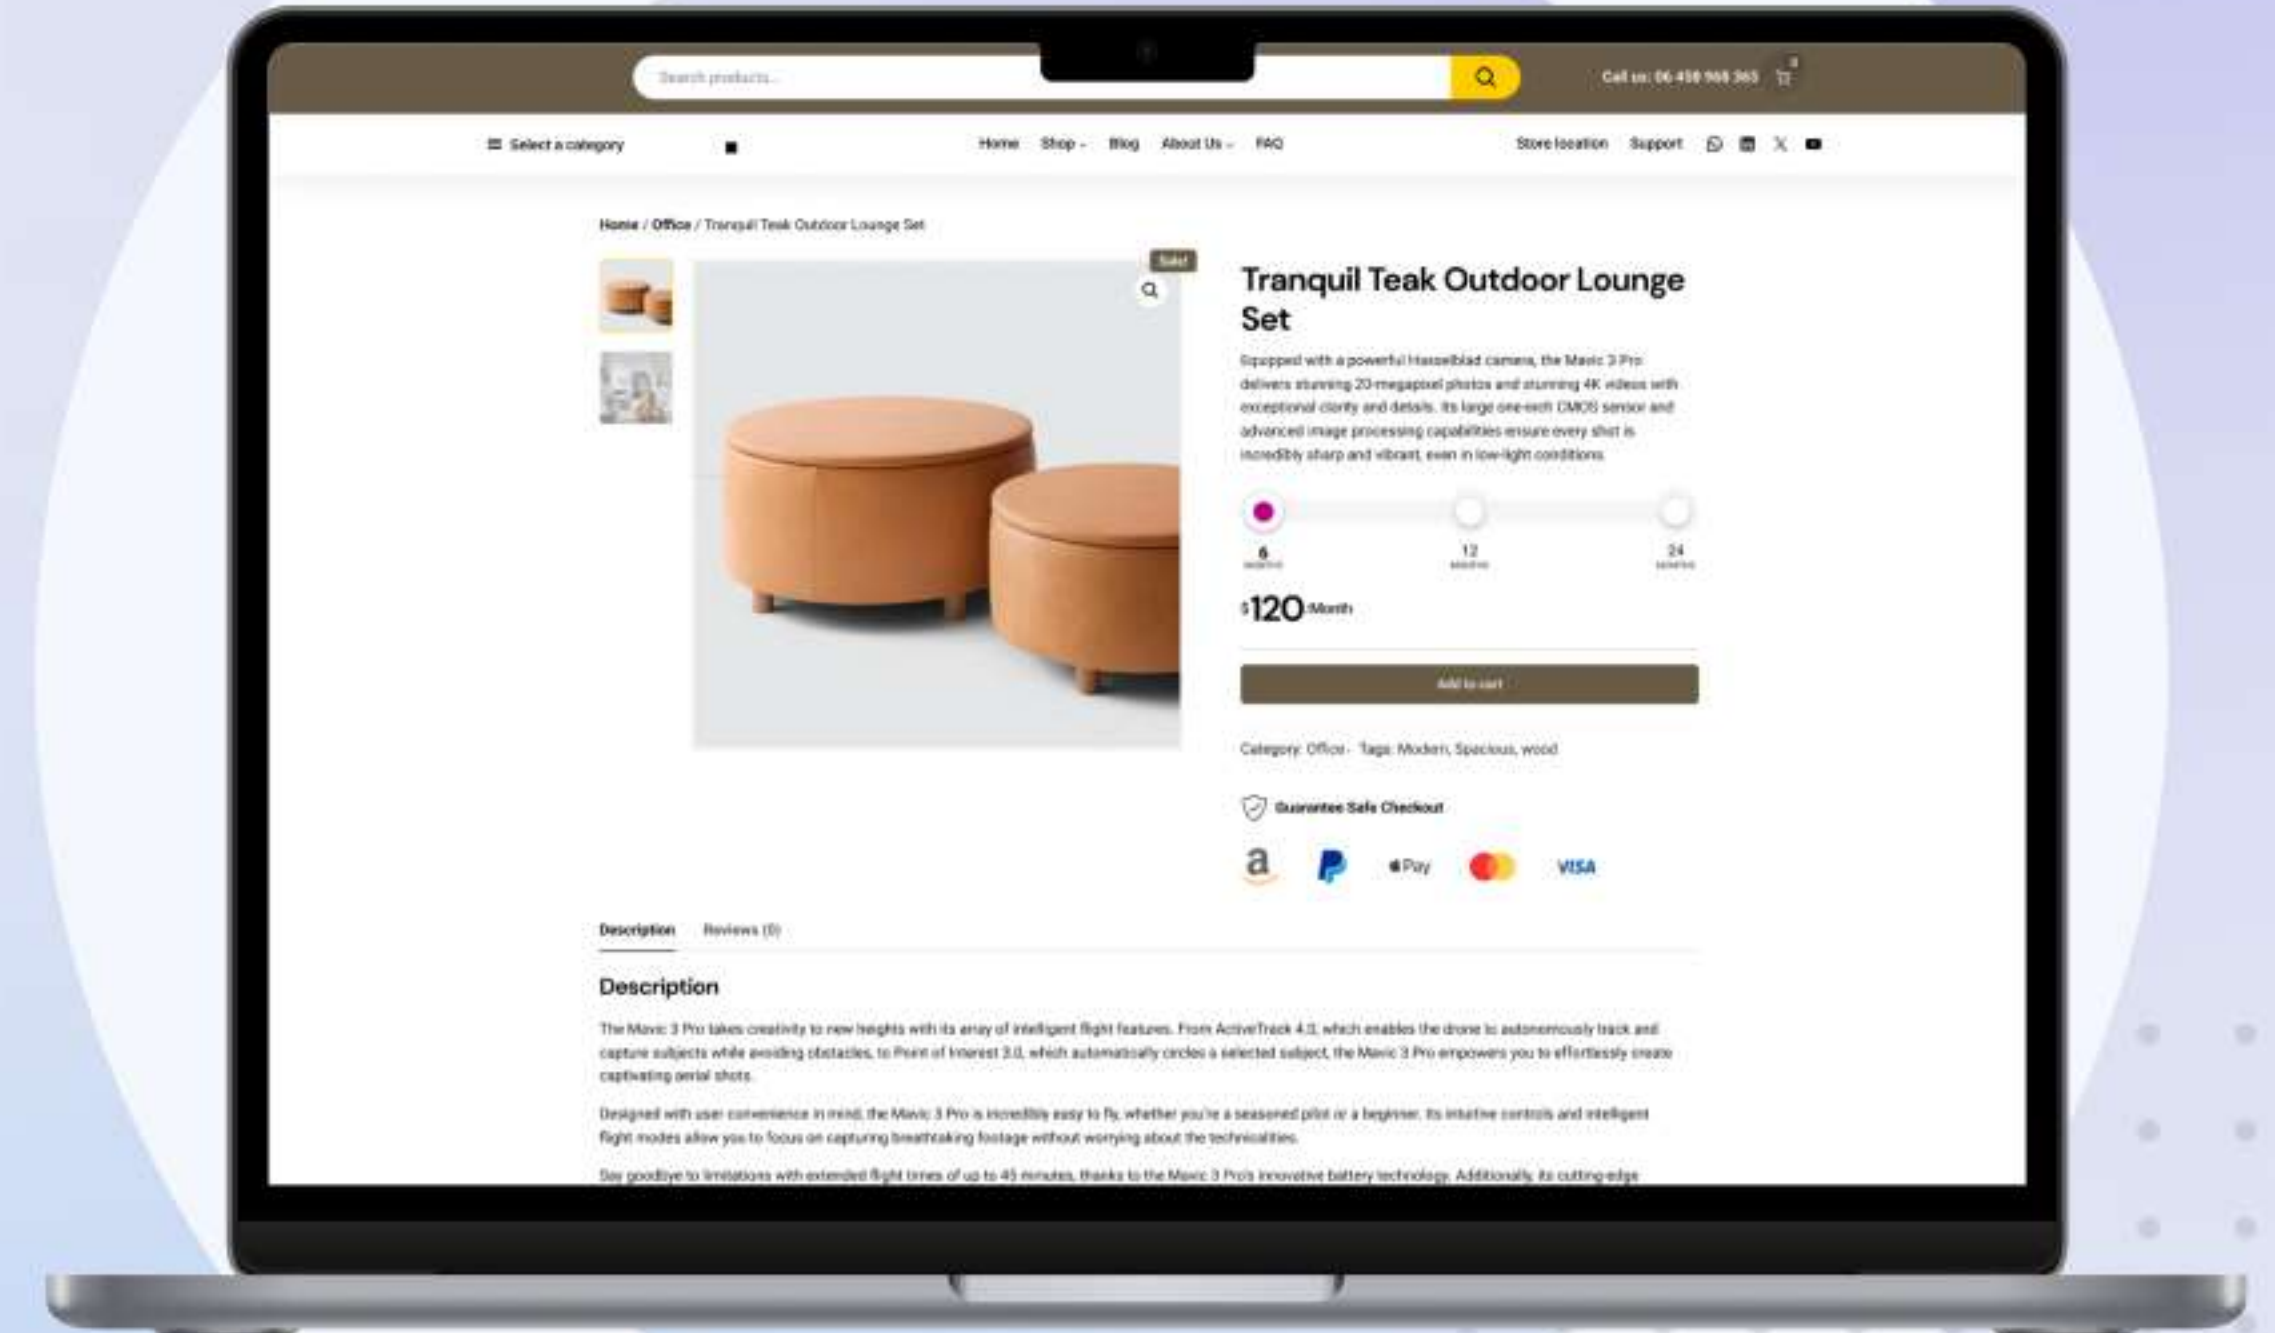 Search products...
Call us: 06 458 965 365
0
Select a category
Home Shop Blog About Us FAQ
Store location Support
Home / Office / Tranquil Teak Outdoor Lounge Set
Sale!
Tranquil Teak Outdoor Lounge
Set
Equipped with a powerful Hasselblad camera, the Mavic 3 Pro
delivers stunning 20-megapixel photos and stunning 4K videos with
exceptional clarity and details. Its large one-inch CMOS sensor and
advanced image processing capabilities ensure every shot is
incredibly sharp and vibrant, even in low-light conditions.
6 12 24
MONTHS MONTHS MONTHS
$120/Month
Add to cart
Category: Office Tags: Modern, Spacious, wood
Guarantee Safe Checkout
a Pay VISA
Description Reviews (0)
Description
The Mavic 3 Pro takes creativity to new heights with its array of intelligent flight features. From ActiveTrack 4.0, which enables the drone to autonomously track and
capture subjects while avoiding obstacles, to Point of Interest 3.0, which automatically circles a selected subject, the Mavic 3 Pro empowers you to effortlessly create
captivating aerial shots.
Designed with user convenience in mind, the Mavic 3 Pro is incredibly easy to fly, whether you're a seasoned pilot or a beginner. Its intuitive controls and intelligent
flight modes allow you to focus on capturing breathtaking footage without worrying about the technicalities.
Say goodbye to limitations with extended flight times of up to 45 minutes, thanks to the Mavic 3 Pro's innovative battery technology. Additionally, its cutting-edge